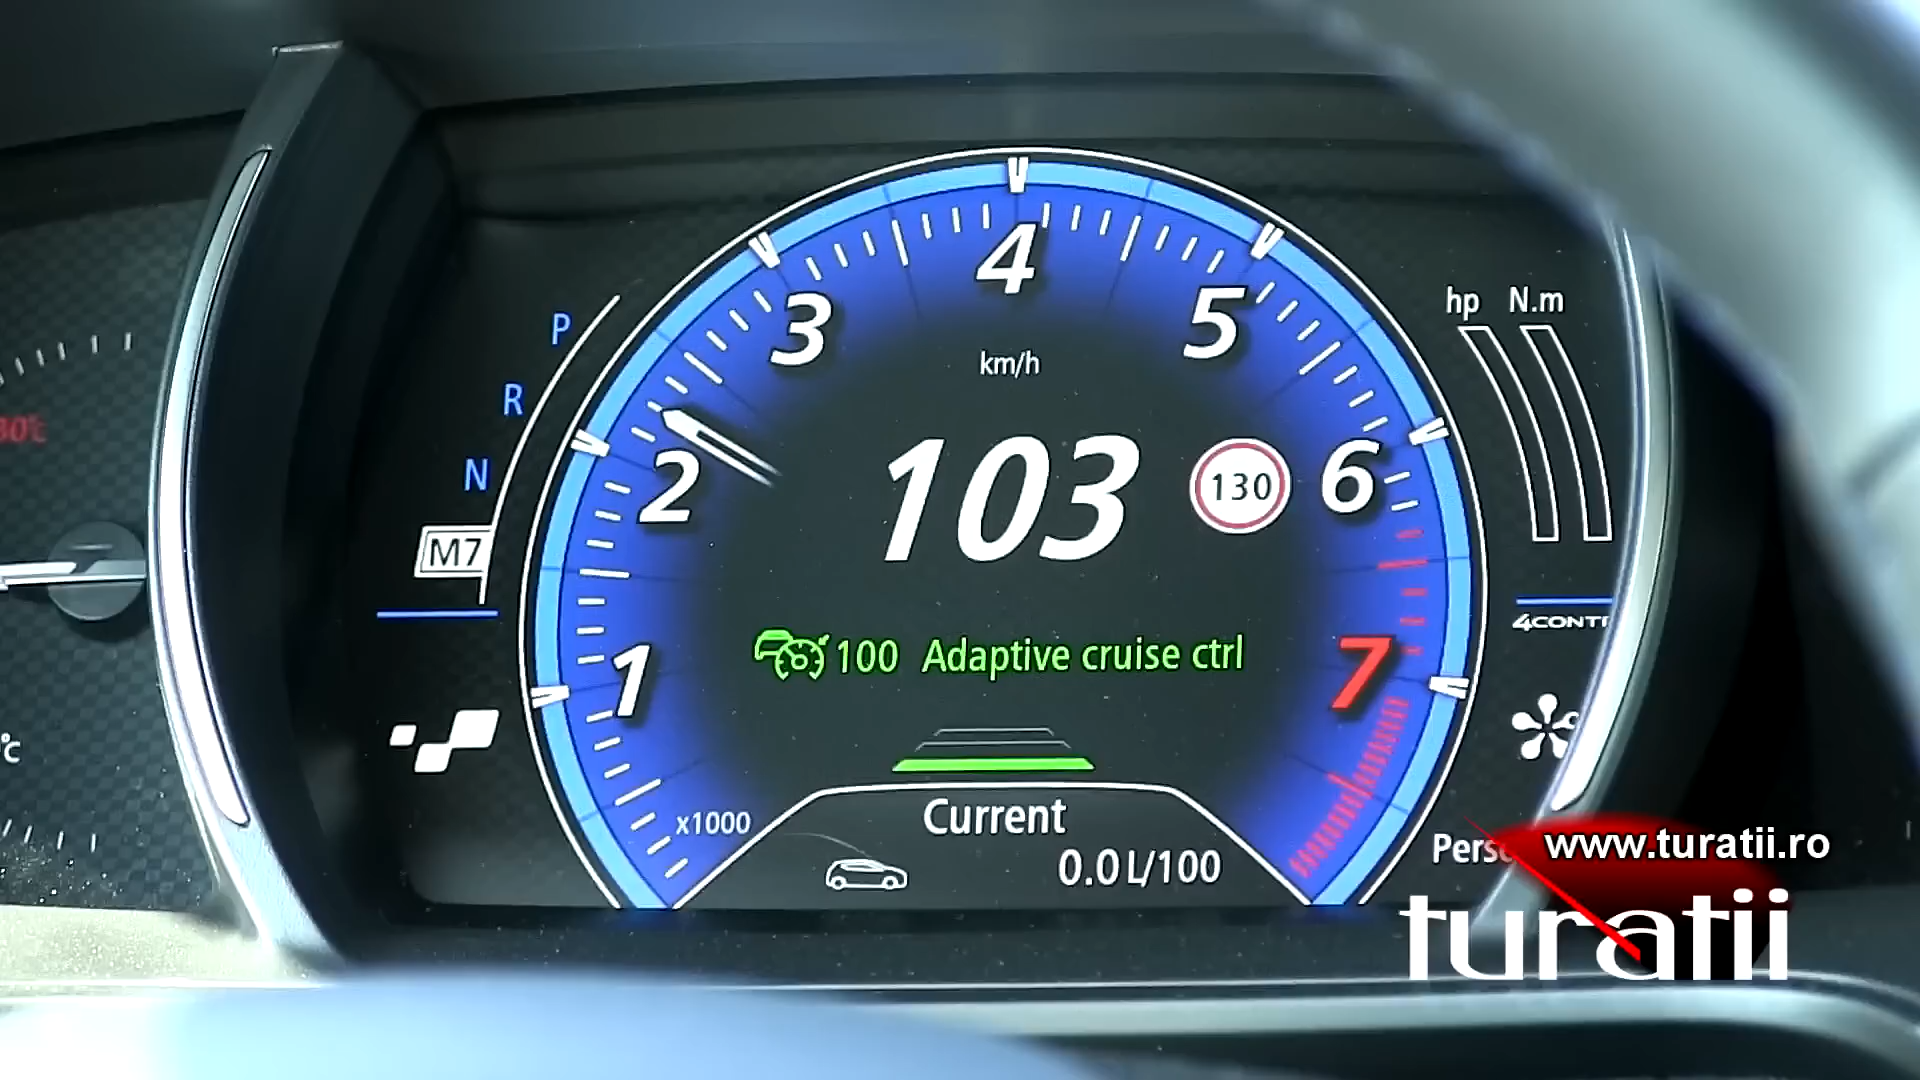 4
3
5
hp N.m
P
km/h
R
103
130
6
2
N
M7
100 Adaptive cruise ctrl
1
7
x1000
Current
0.0 L/100
www.turatii.ro
turatii